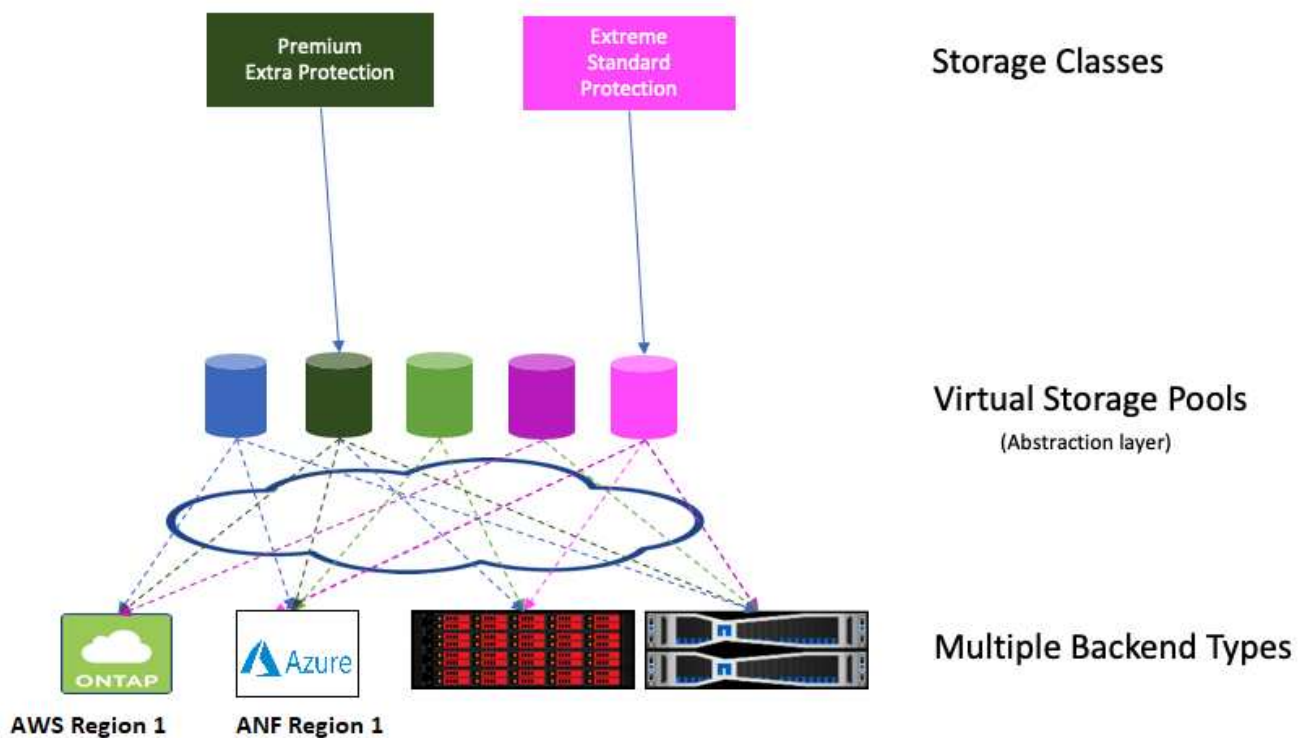 Premium
Extra Protection
Extreme
Standard
Protection
Storage Classes
Virtual Storage Pools
(Abstraction layer)
ONTAP
Azure
Multiple Backend Types
AWS Region 1
ANF Region 1